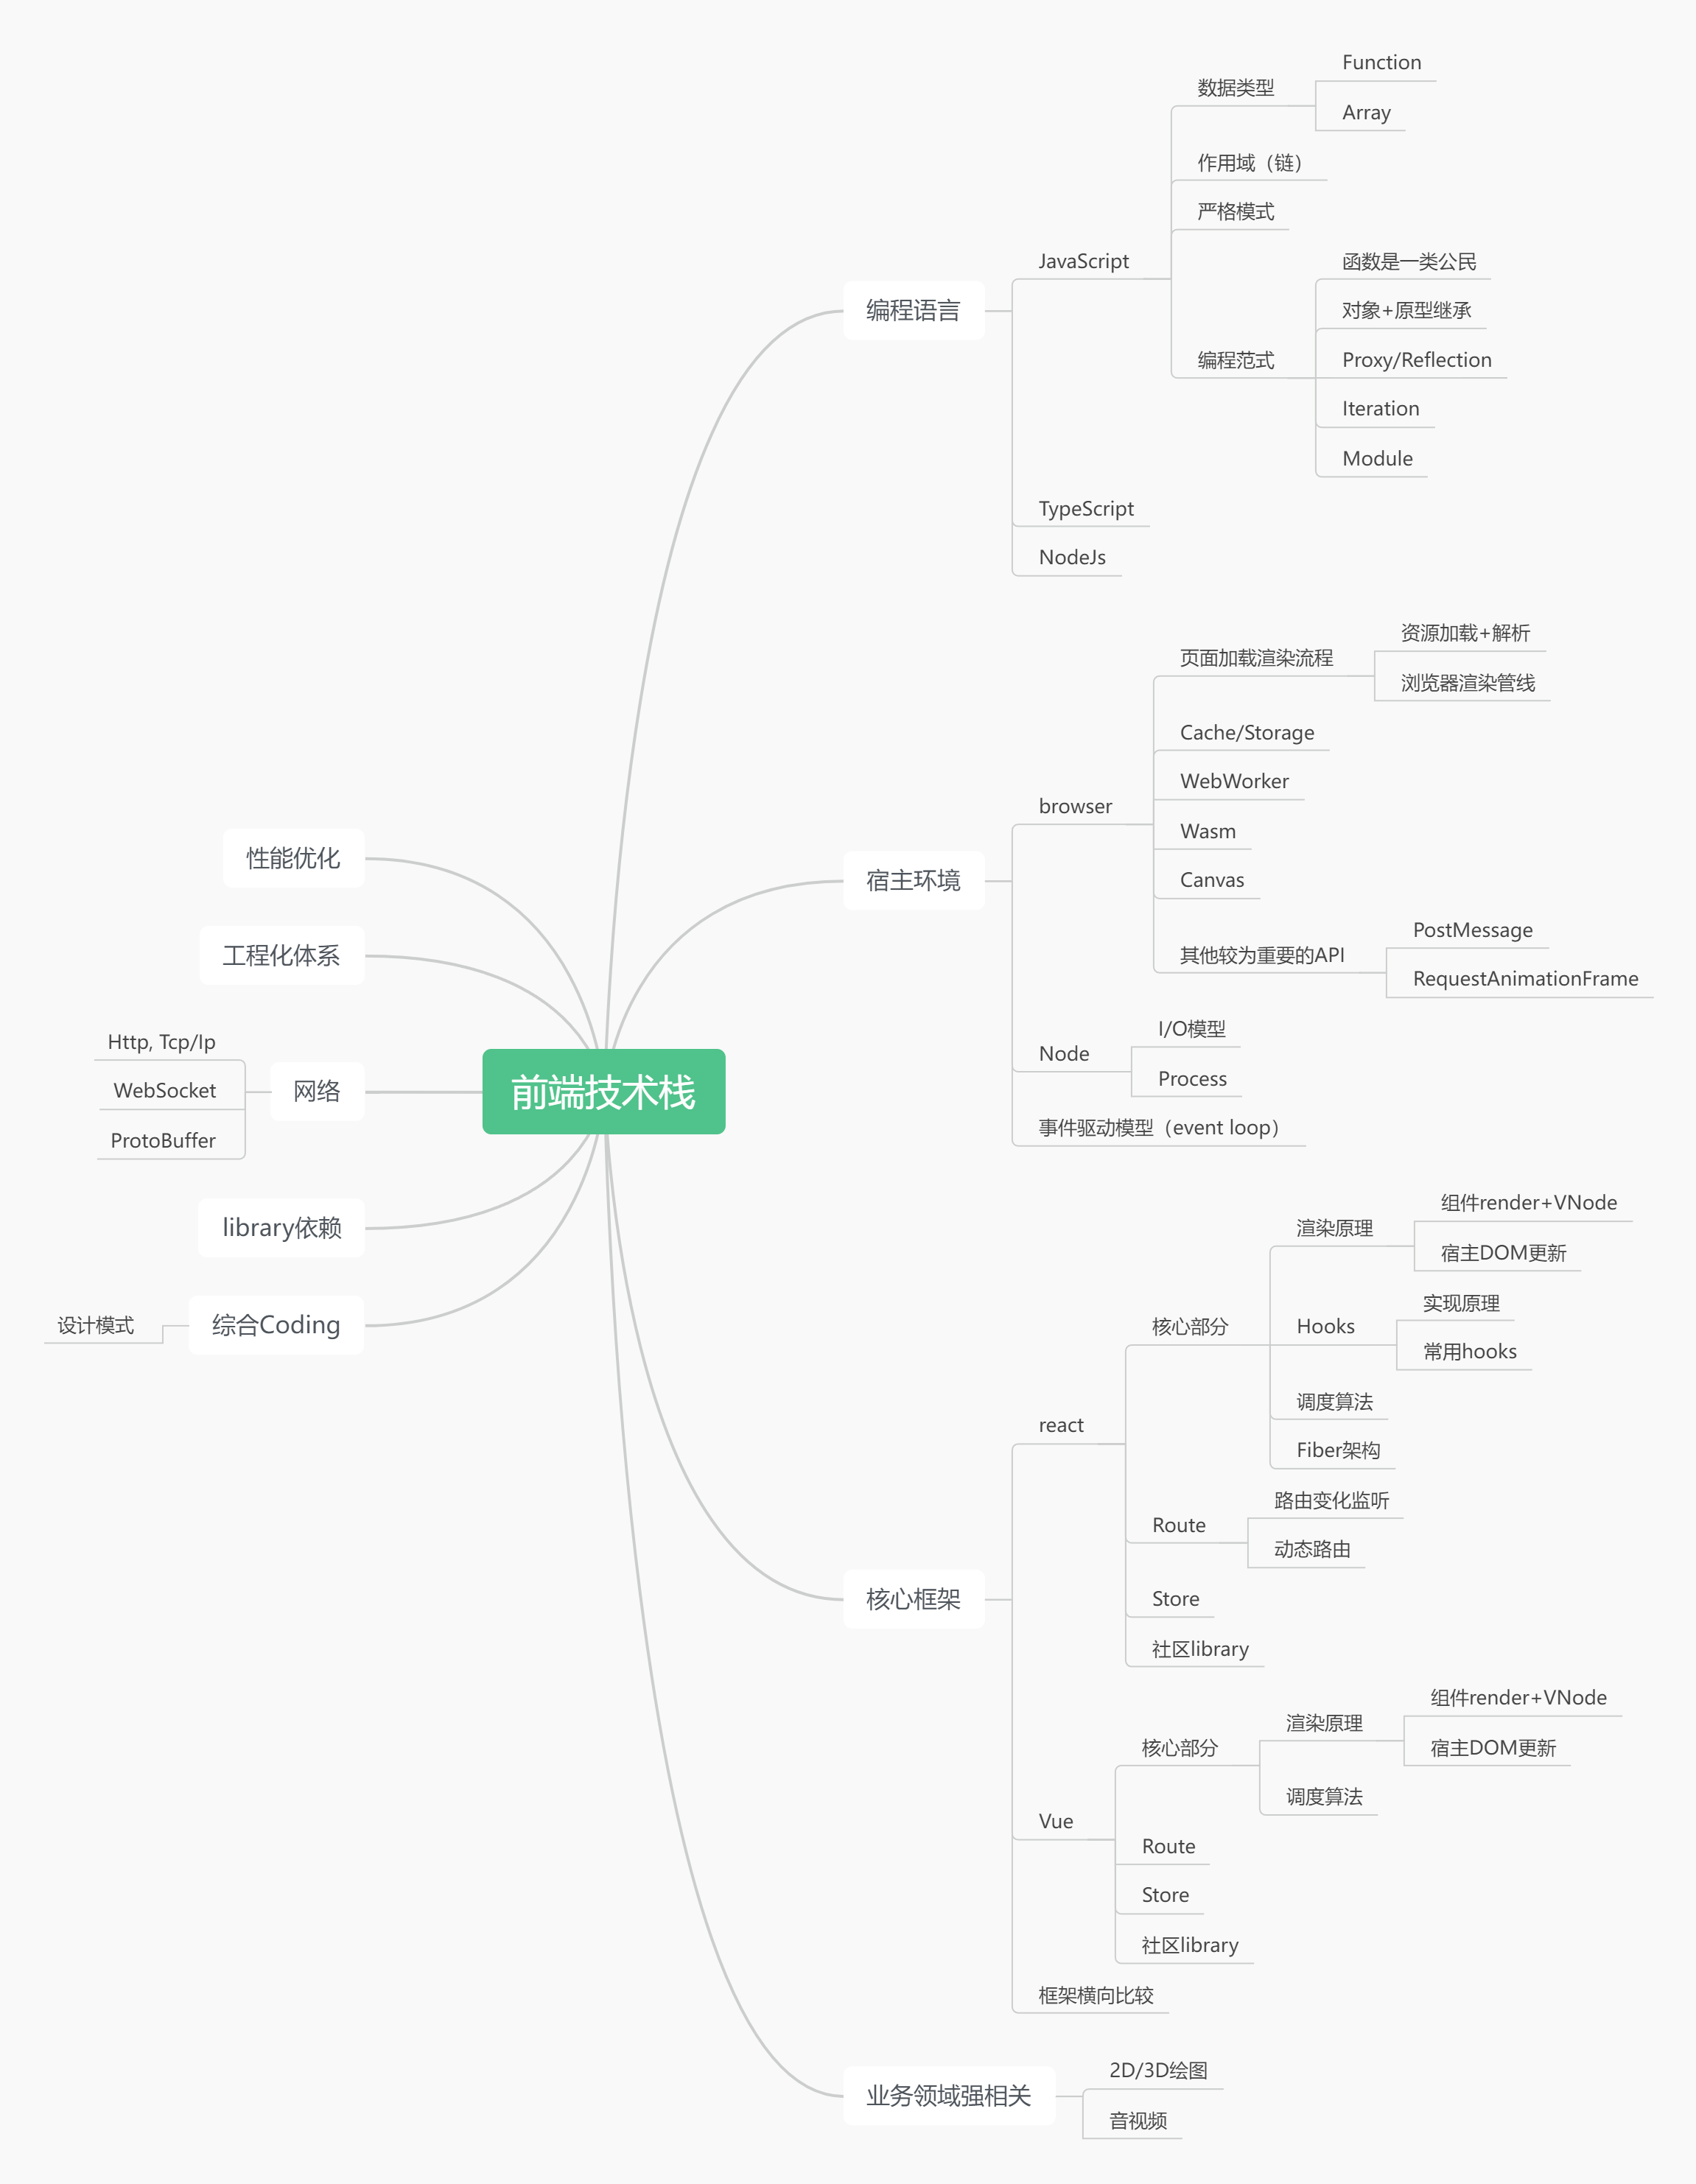 前端技术栈
编程语言
JavaScript
数据类型
Function
Array
作用域（链）
严格模式
编程范式
函数是一类公民
对象+原型继承
Proxy/Reflection
Iteration
Module
TypeScript
NodeJs
宿主环境
browser
页面加载渲染流程
资源加载+解析
浏览器渲染管线
Cache/Storage
WebWorker
Wasm
Canvas
其他较为重要的API
PostMessage
RequestAnimationFrame
Node
I/O模型
Process
事件驱动模型（event loop）
核心框架
react
核心部分
渲染原理
组件render+VNode
宿主DOM更新
Hooks
实现原理
常用hooks
调度算法
Fiber架构
Route
路由变化监听
动态路由
Store
社区library
Vue
核心部分
渲染原理
组件render+VNode
宿主DOM更新
调度算法
Route
Store
社区library
框架横向比较
业务领域强相关
2D/3D绘图
音视频
性能优化
工程化体系
网络
Http, Tcp/Ip
WebSocket
ProtoBuffer
library依赖
综合Coding
设计模式